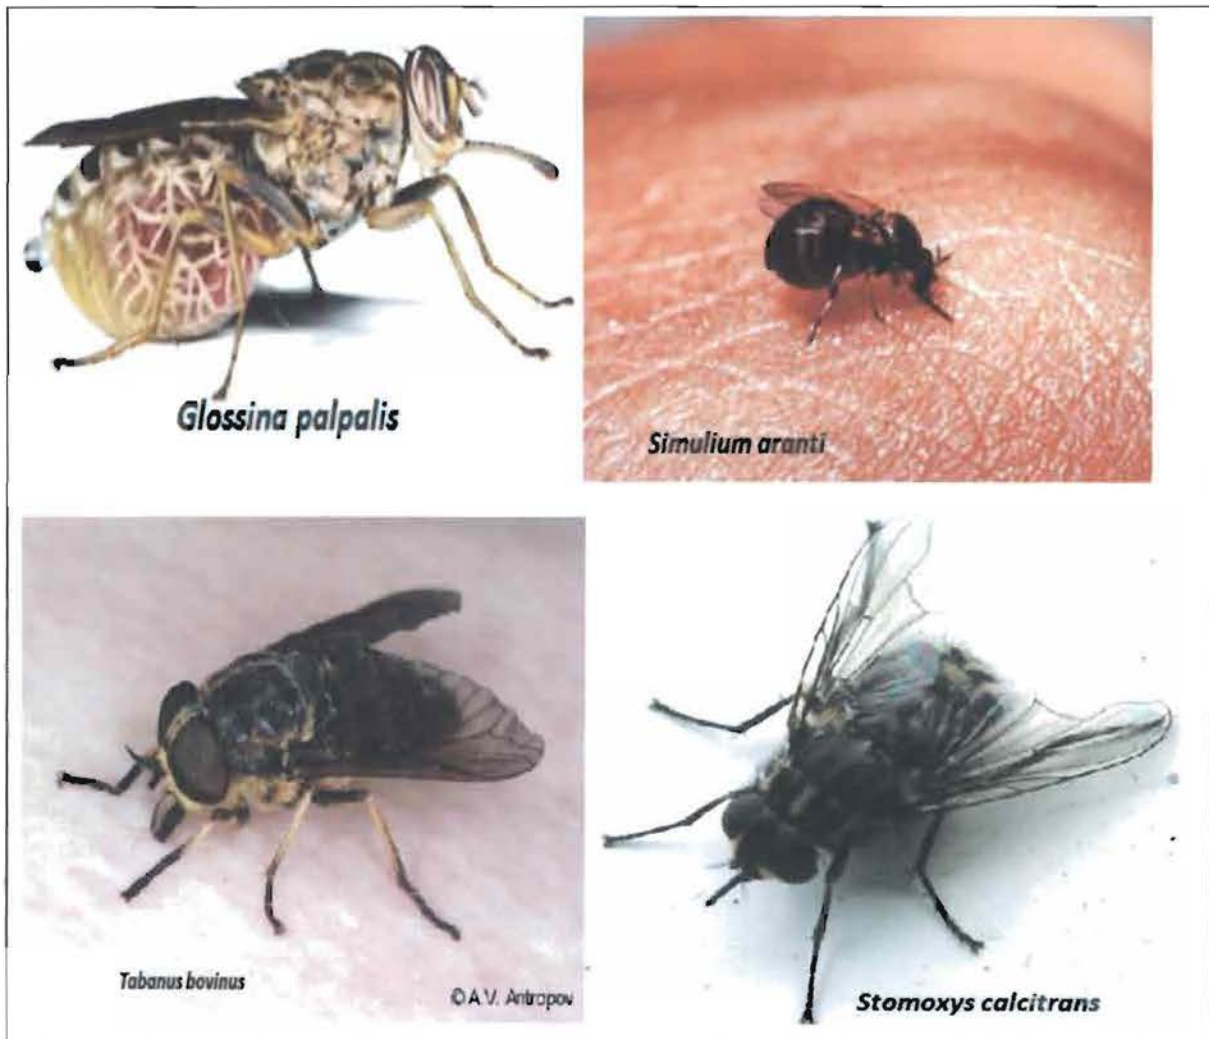 Glossina palpalis
Simulium aranti
Tabanus bovinus
© A.V. Antropov
Stomoxys calcitrans